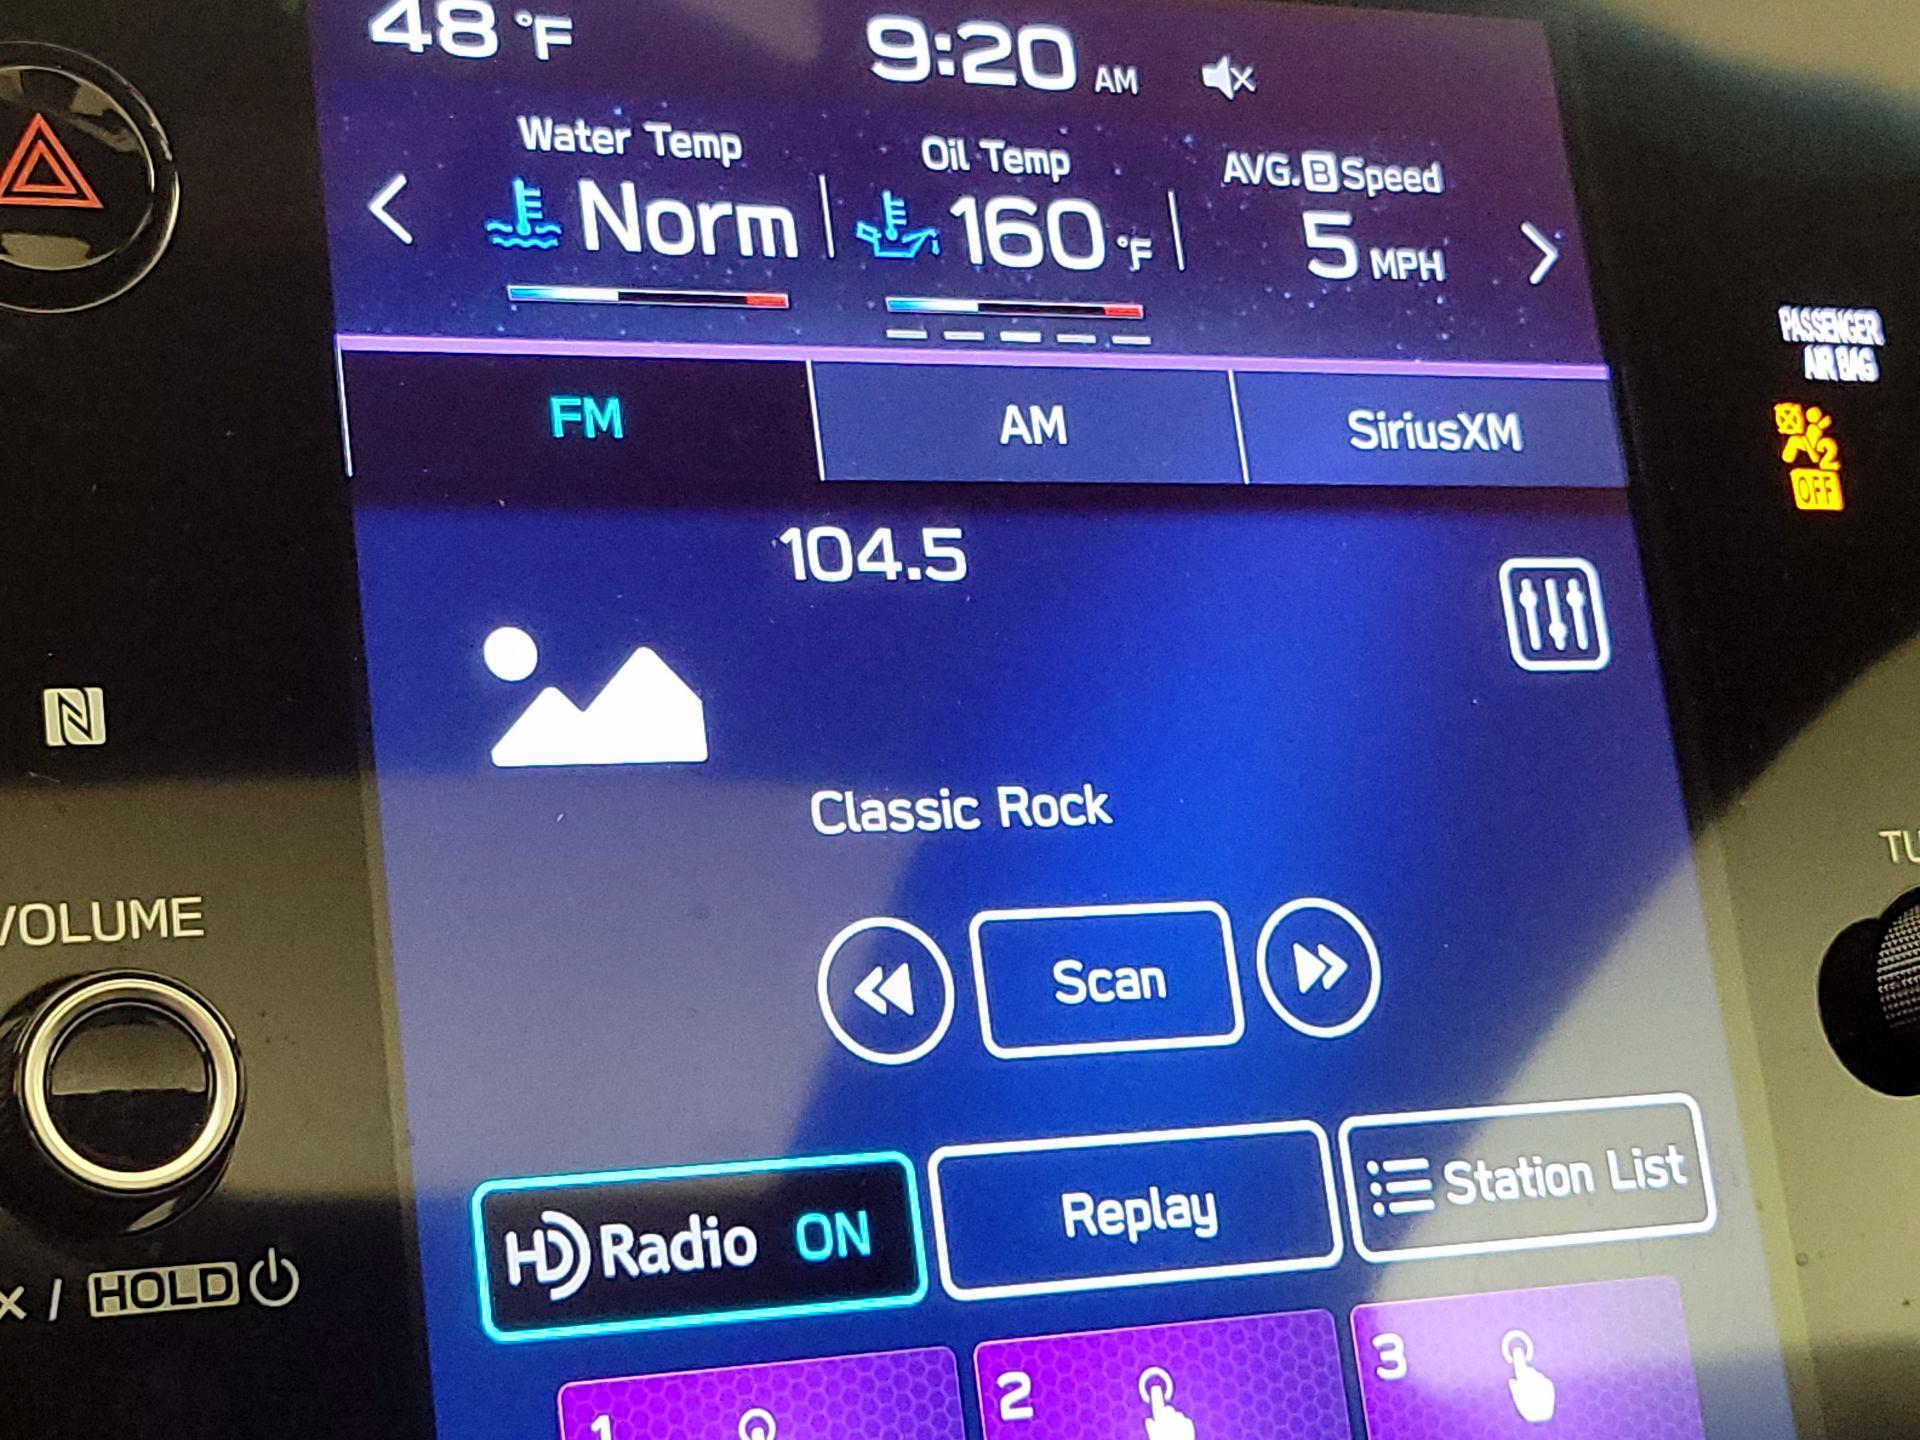 48 °F
9:20 AM
Water Temp
Norm
Oil Temp
160 °F
AVG. B Speed
5 MPH
PASSENGER
AIR BAG
2
OFF
FM
AM
SiriusXM
104.5
Classic Rock
VOLUME
Scan
HD Radio ON
Replay
Station List
HOLD
1
2
3